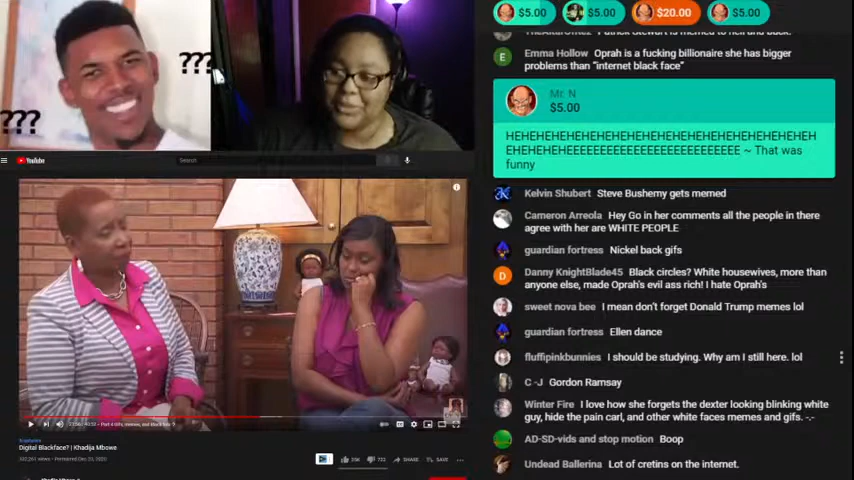 $5.00 $5.00 $20.00 $5.00
???
???
Emma Hollow Oprah is a fucking billionaire she has bigger
problems than "internet black face"
Mr. N
$5.00
HEHEHEHEHEHEHEHEHEHEHEHEHEHEHEHEHEHEHEHEH
EHEHEHEHEEEEEEEEEEEEEEEEEEEEEEE ~ That was
funny
YouTube
Search
Kelvin Shubert Steve Bushemy gets memed
Cameron Arreola Hey Go in her comments all the people in there
agree with her are WHITE PEOPLE
guardian fortress Nickel back gifs
Danny KnightBlade45 Black circles? White housewives, more than
anyone else, made Oprah's evil ass rich! I hate Oprah's
sweet nova bee I mean don't forget Donald Trump memes lol
guardian fortress Ellen dance
fluffipinkbunnies I should be studying. Why am I still here. lol
C -J Gordon Ramsay
Winter Fire I love how she forgets the dexter looking blinking white
guy, hide the pain carl, and other white faces memes and gifs. -.-
AD-SD-vids and stop motion Boop
Undead Ballerina Lot of cretins on the internet.
Digital Blackface? | Khadija Mbowe
SHARE SAVE